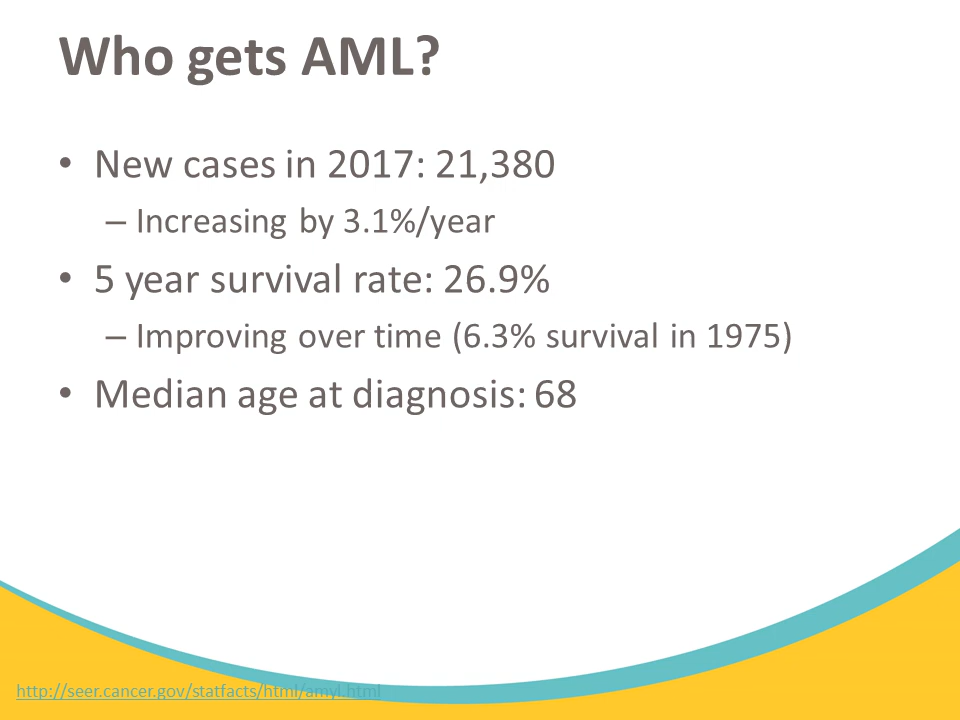 Who gets AML?
• New cases in 2017: 21,380
– Increasing by 3.1%/year
• 5 year survival rate: 26.9%
– Improving over time (6.3% survival in 1975)
• Median age at diagnosis: 68
http://seer.cancer.gov/statfacts/html/amyl.html